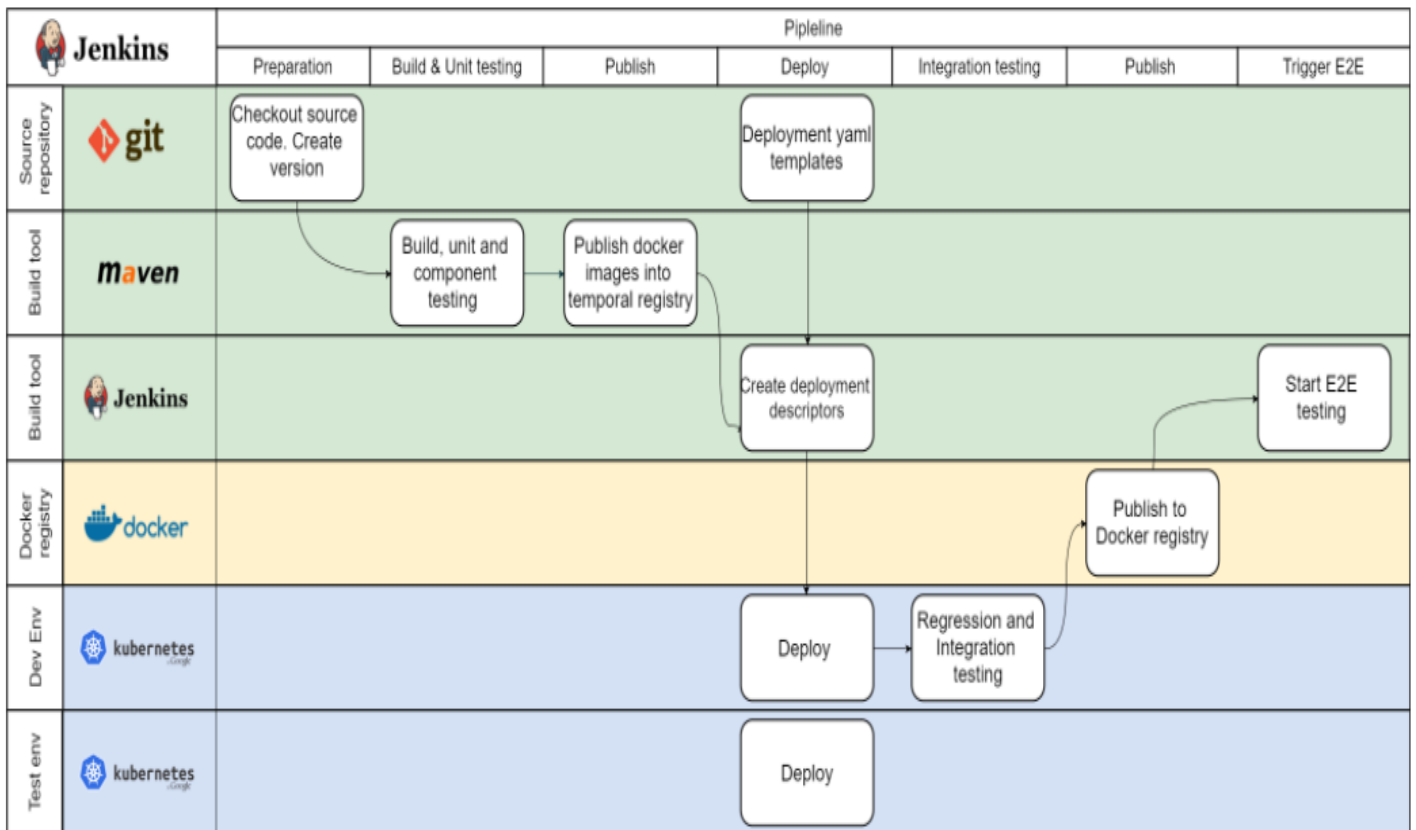 Jenkins
Pipleline
Preparation
Build & Unit testing
Publish
Deploy
Integration testing
Publish
Trigger E2E
Source
repository
git
Checkout source
code. Create
version
Deployment yaml
templates
Build tool
maven
Build, unit and
component
testing
Publish docker
images into
temporal registry
Build tool
Jenkins
Create deployment
descriptors
Start E2E
testing
Docker
registry
docker
Publish to
Docker registry
Dev Env
kubernetes
Google
Deploy
Regression and
Integration
testing
Test env
kubernetes
Google
Deploy